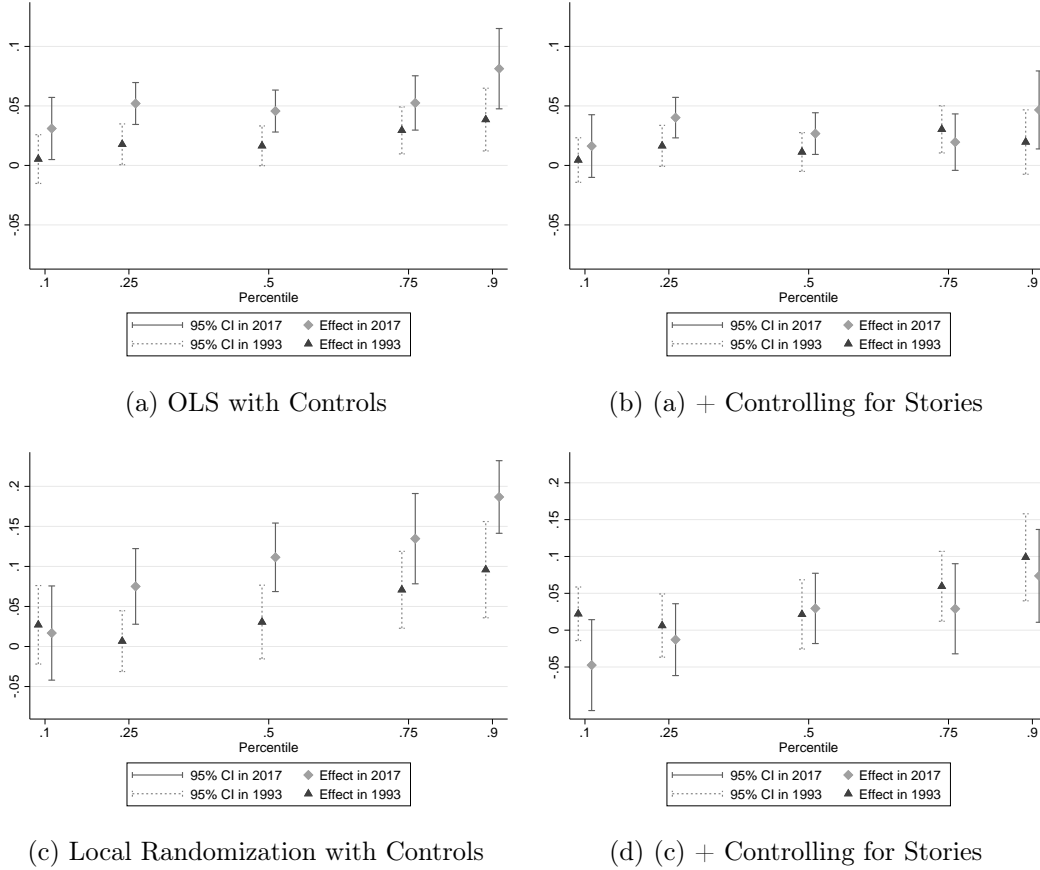 .1
.05
0
-.05
.1 .25 .5 .75 .9
Percentile
95% CI in 2017 Effect in 2017
95% CI in 1993 Effect in 1993
(a) OLS with Controls
.1
.05
0
-.05
.1 .25 .5 .75 .9
Percentile
95% CI in 2017 Effect in 2017
95% CI in 1993 Effect in 1993
(b) (a) + Controlling for Stories
.2
.15
.1
.05
0
-.05
.1 .25 .5 .75 .9
Percentile
95% CI in 2017 Effect in 2017
95% CI in 1993 Effect in 1993
(c) Local Randomization with Controls
.2
.15
.1
.05
0
-.05
.1 .25 .5 .75 .9
Percentile
95% CI in 2017 Effect in 2017
95% CI in 1993 Effect in 1993
(d) (c) + Controlling for Stories